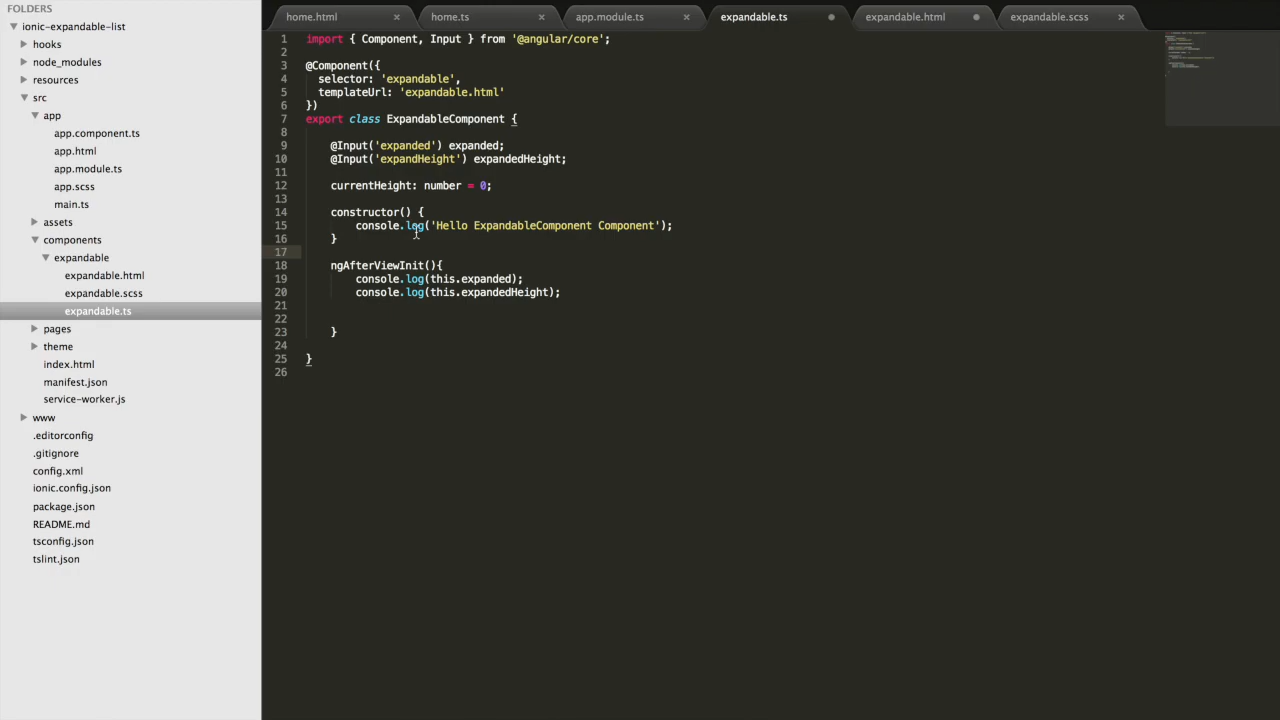 FOLDERS
ionic-expandable-list
hooks
node_modules
resources
src
app
app.component.ts
app.html
app.module.ts
app.scss
main.ts
assets
components
expandable
expandable.html
expandable.scss
expandable.ts
pages
theme
index.html
manifest.json
service-worker.js
www
.editorconfig
.gitignore
config.xml
ionic.config.json
package.json
README.md
tsconfig.json
tslint.json
home.html × home.ts × app.module.ts × expandable.ts expandable.html expandable.scss ×
1 import { Component, Input } from '@angular/core';
2
3 @Component({
4 selector: 'expandable',
5 templateUrl: 'expandable.html'
6 })
7 export class ExpandableComponent {
8
9 @Input('expanded') expanded;
10 @Input('expandHeight') expandedHeight;
11
12 currentHeight: number = 0;
13
14 constructor() {
15 console.log('Hello ExpandableComponent Component');
16 }
17
18 ngAfterViewInit(){
19 console.log(this.expanded);
20 console.log(this.expandedHeight);
21
22
23 }
24
25 }
26